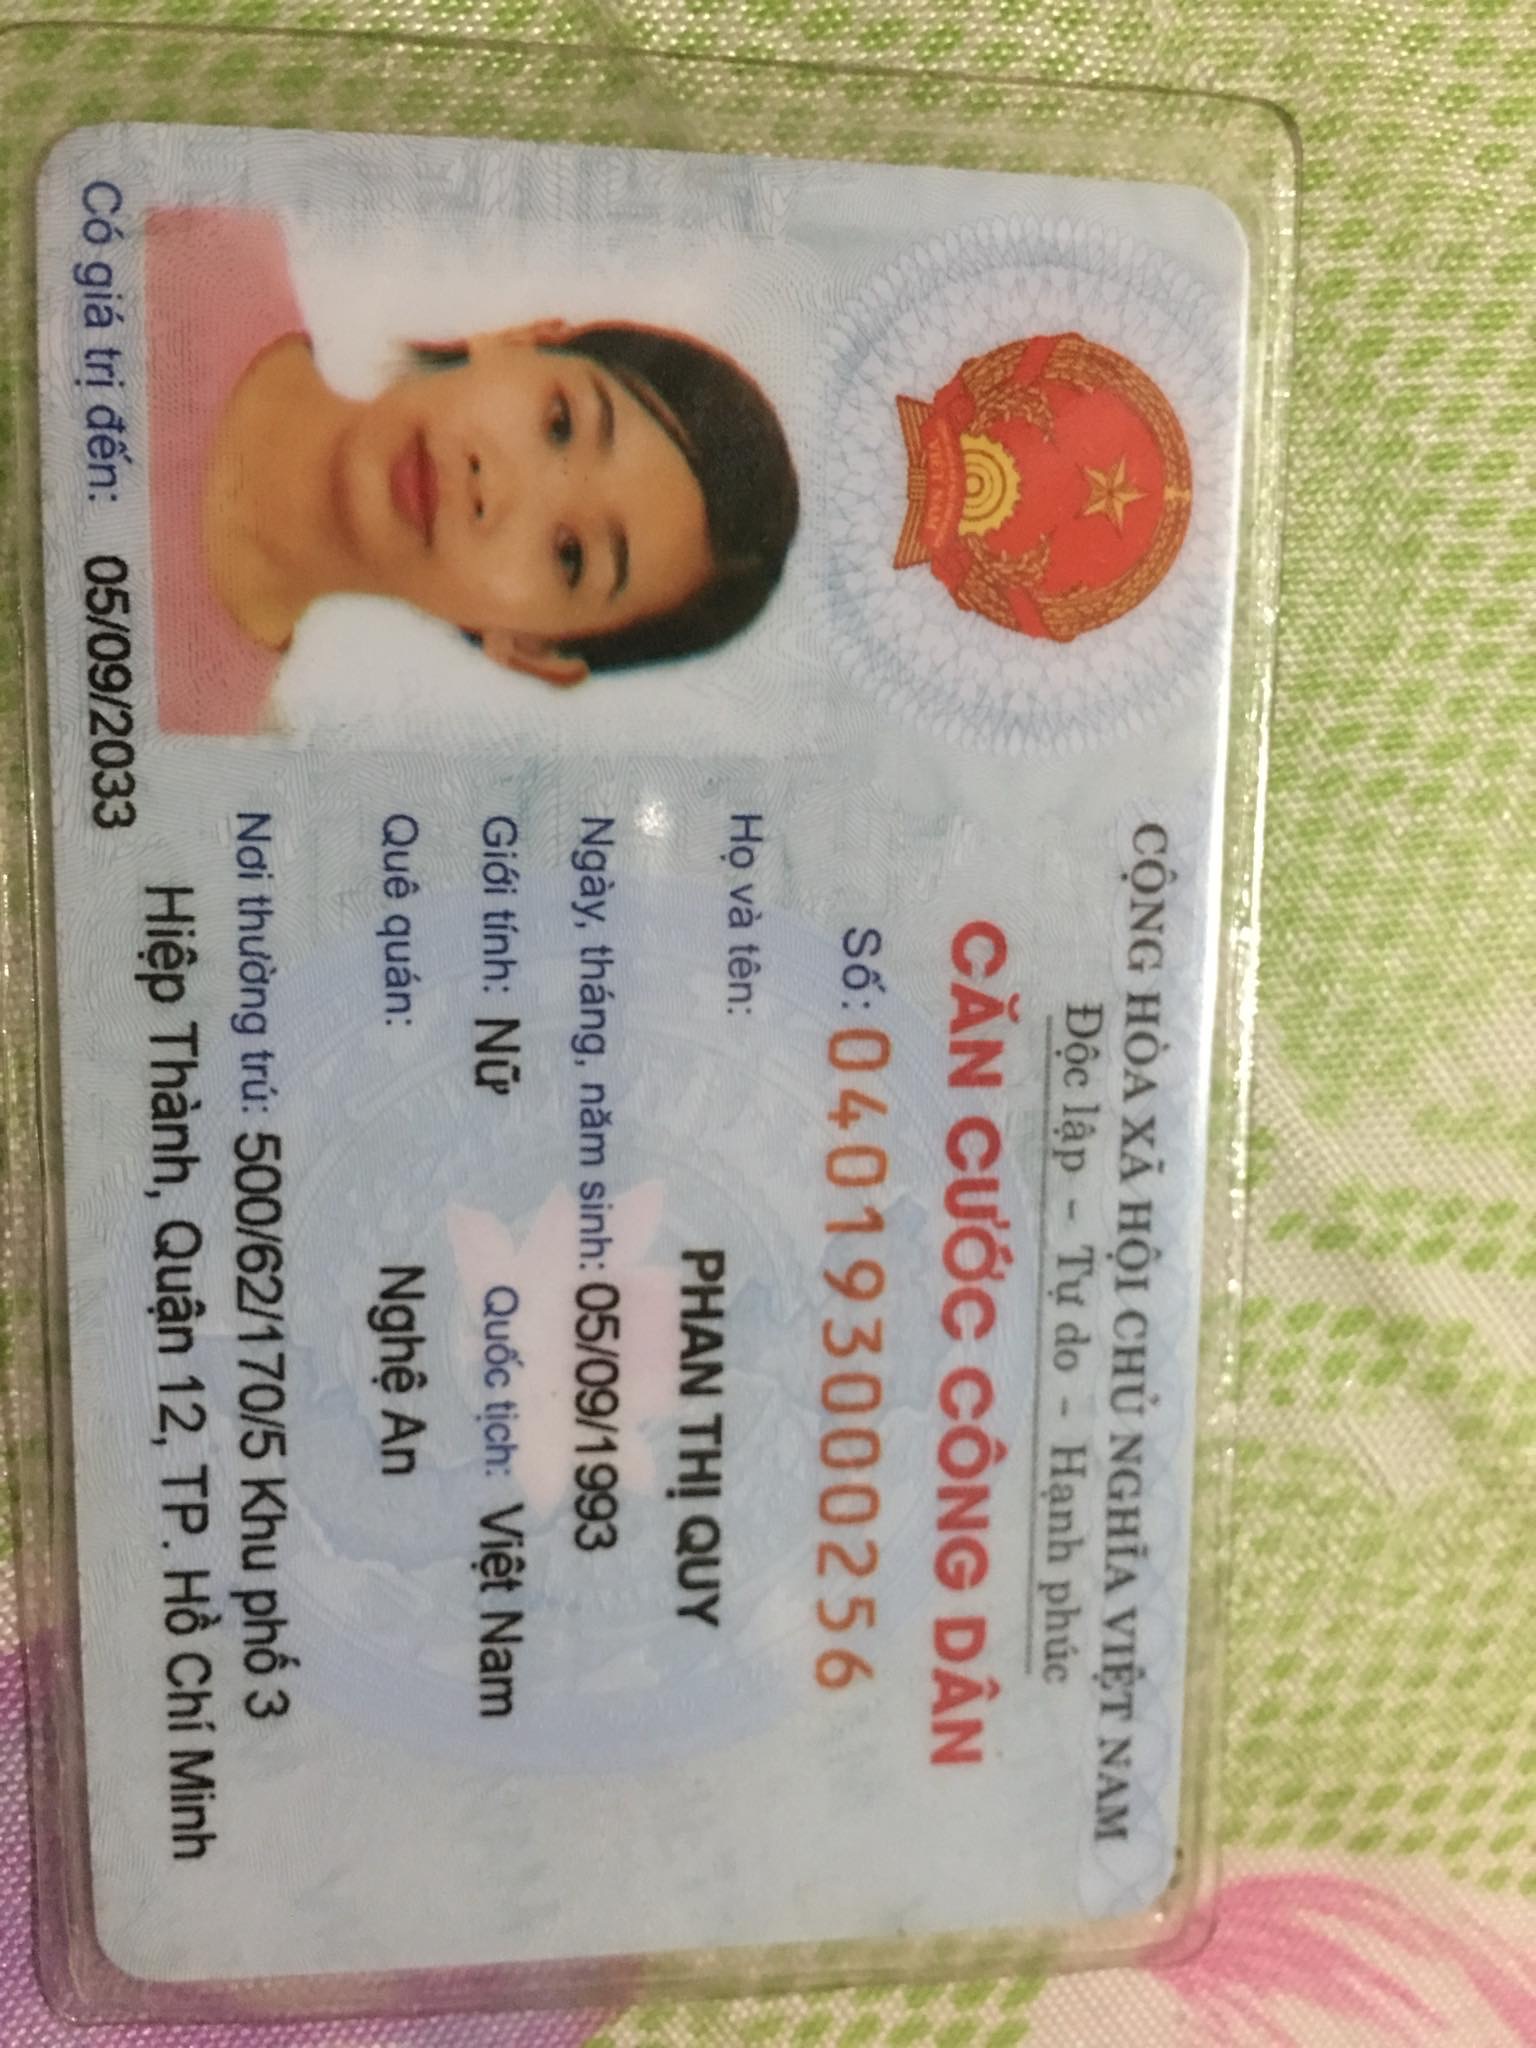 CỘNG HÒA XÃ HỘI CHỦ NGHĨA VIỆT NAM
Độc lập - Tự do - Hạnh phúc
CĂN CƯỚC CÔNG DÂN
Số: 040193000256
Họ và tên:
PHAN THỊ QUY
Ngày, tháng, năm sinh: 05/09/1993
Giới tính: Nữ Quốc tịch: Việt Nam
Quê quán: Nghệ An
Nơi thường trú: 500/62/170/5 Khu phố 3
Hiệp Thành, Quận 12, TP. Hồ Chí Minh
Có giá trị đến: 05/09/2033
VIỆT NAM